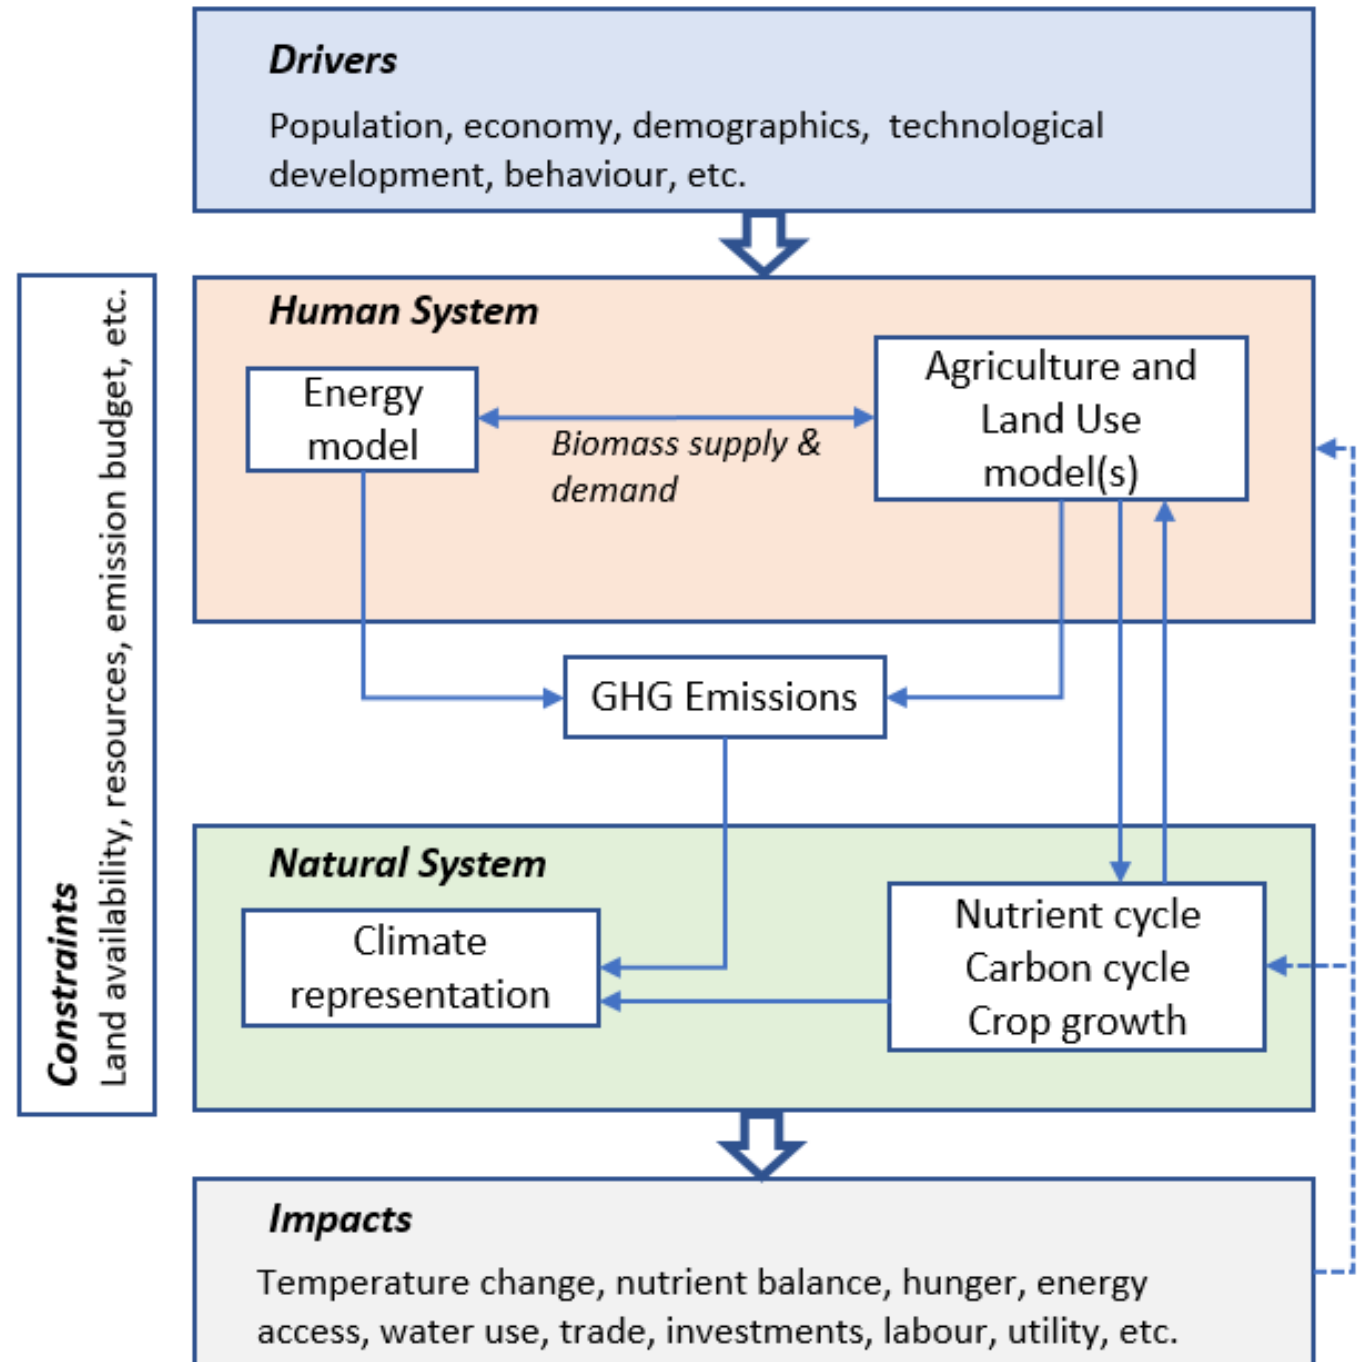 Drivers
Population, economy, demographics, technological
development, behaviour, etc.
Constraints
Land availability, resources, emission budget, etc.
Human System
Energy
model
Biomass supply &
demand
Agriculture and
Land Use
model(s)
GHG Emissions
Natural System
Climate
representation
Nutrient cycle
Carbon cycle
Crop growth
Impacts
Temperature change, nutrient balance, hunger, energy
access, water use, trade, investments, labour, utility, etc.